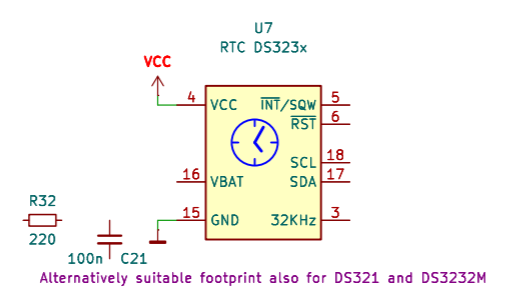 U7
RTC DS323x
VCC
4 VCC INT/SQW 5
RST 6
SCL 18
16 VBAT SDA 17
15 GND 32KHz 3
R32
220
100n C21
Alternatively suitable footprint also for DS321 and DS3232M